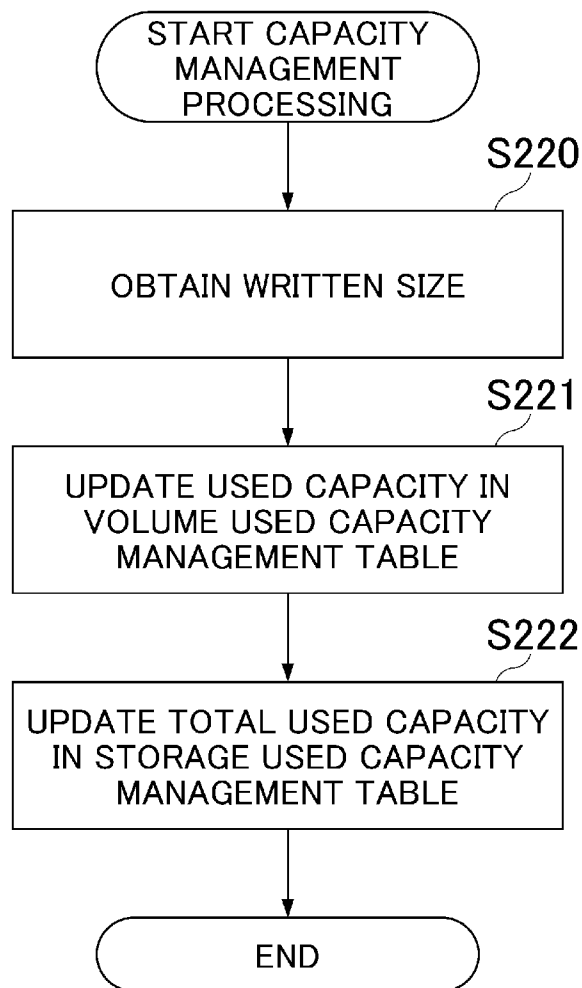 START CAPACITY
MANAGEMENT
PROCESSING
S220
OBTAIN WRITTEN SIZE
S221
UPDATE USED CAPACITY IN
VOLUME USED CAPACITY
MANAGEMENT TABLE
S222
UPDATE TOTAL USED CAPACITY
IN STORAGE USED CAPACITY
MANAGEMENT TABLE
END